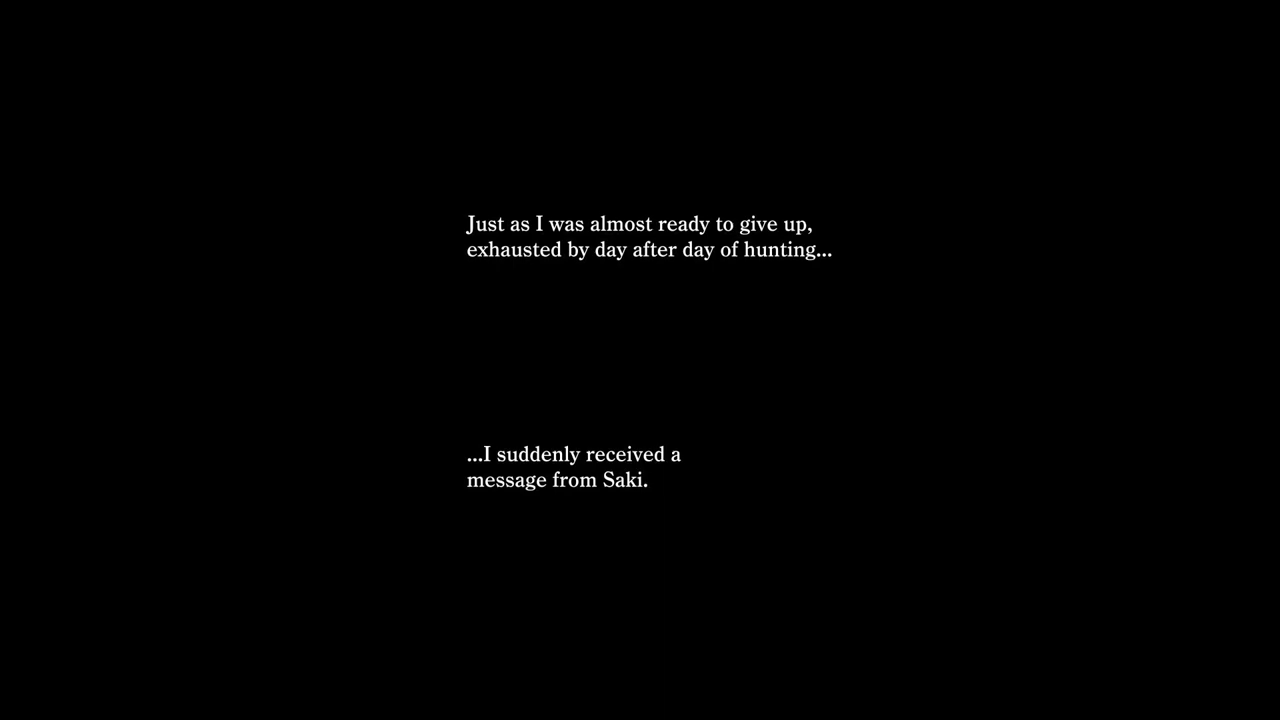 Just as I was almost ready to give up,
exhausted by day after day of hunting...
...I suddenly received a
message from Saki.